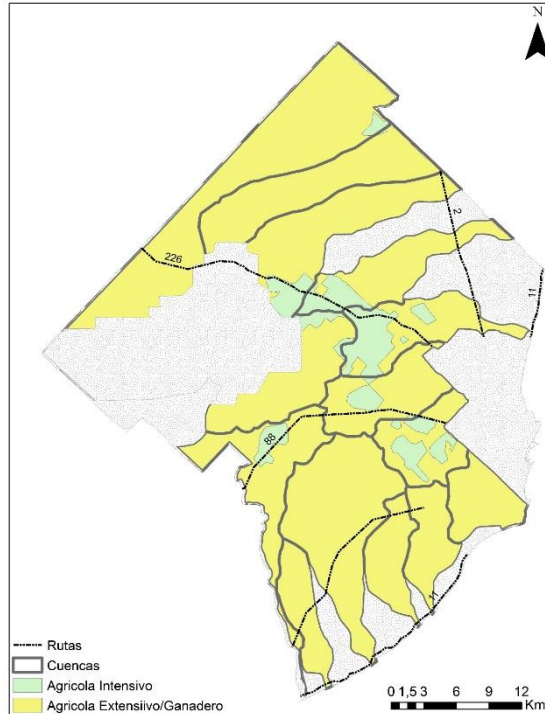 N
2
226
11
88
11
Rutas
Cuencas
Agricola Intensivo
Agricola Extensiivo/Ganadero
0 1,5 3 6 9 12
Km